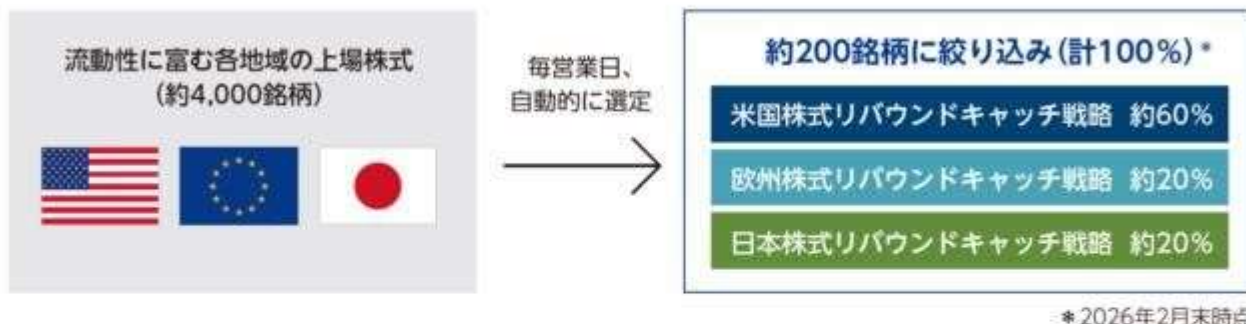 流動性に富む各地域の上場株式
(約4,000銘柄)
毎営業日、
自動的に選定
約200銘柄に絞り込み(計100%)*
米国株式リバウンドキャッチ戦略 約60%
欧州株式リバウンドキャッチ戦略 約20%
日本株式リバウンドキャッチ戦略 約20%
*2026年2月末時点